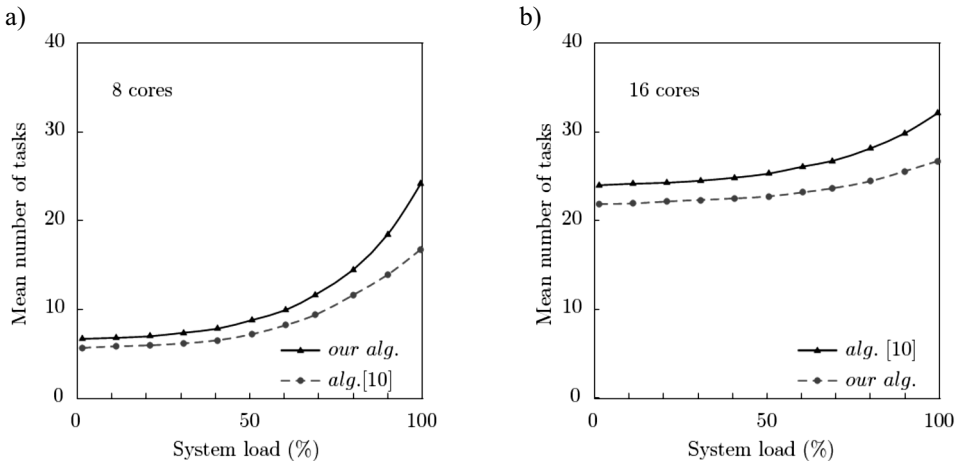 a)
40
30
20
10
0
Mean number of tasks
8 cores
our alg.
alg.[10]
0
50
100
System load (%)
b)
40
30
20
10
0
Mean number of tasks
16 cores
alg. [10]
our alg.
0
50
100
System load (%)